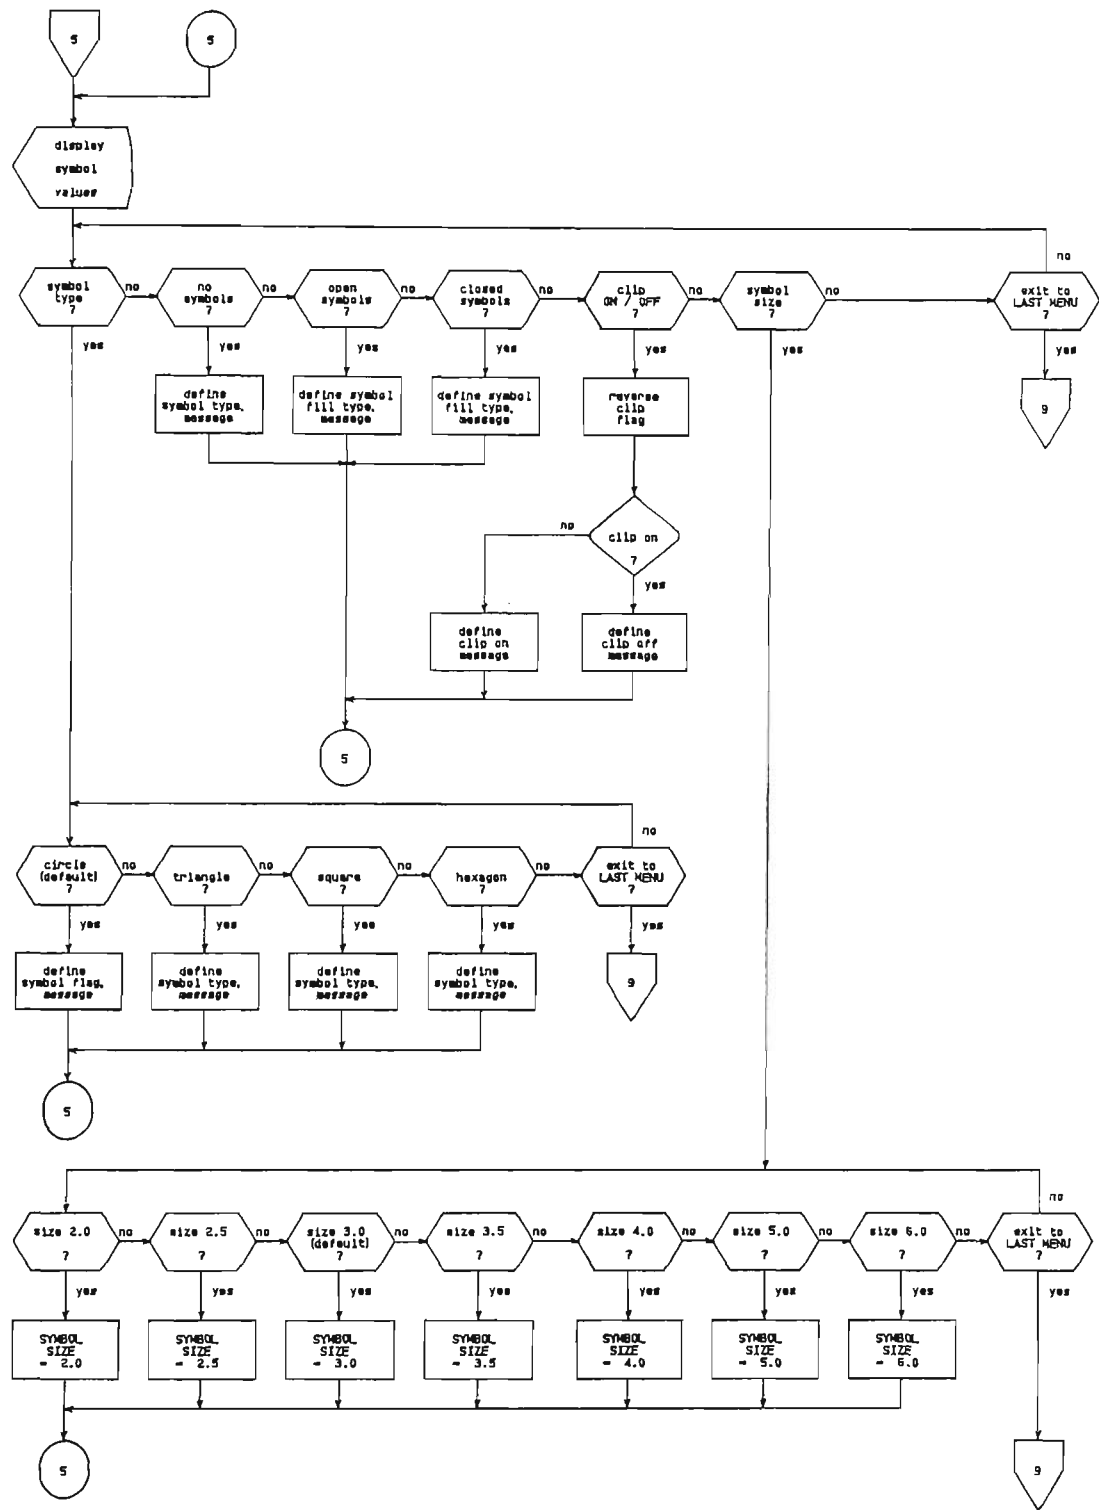 5
5
display
symbol
values
symbol
type
?
no
no
symbols
?
no
open
symbols
?
no
closed
symbols
?
no
clip
ON / OFF
?
no
symbol
size
?
no
no
exit to
LAST MENU
?
yes
yes
yes
yes
yes
yes
yes
define
symbol type,
message
define symbol
fill type,
message
define symbol
fill type,
message
reverse
clip
flag
9
no
clip on
?
yes
define
clip on
message
define
clip off
message
5
no
circle
(default)
?
no
triangle
?
no
square
?
no
hexagon
?
no
exit to
LAST MENU
?
yes
yes
yes
yes
yes
define
symbol flag,
message
define
symbol type,
message
define
symbol type,
message
define
symbol type,
message
9
5
no
size 2.0
?
no
size 2.5
?
no
size 3.0
(default)
?
no
size 3.5
?
no
size 4.0
?
no
size 5.0
?
no
size 6.0
?
no
exit to
LAST MENU
?
yes
yes
yes
yes
yes
yes
yes
yes
SYMBOL
SIZE
= 2.0
SYMBOL
SIZE
= 2.5
SYMBOL
SIZE
= 3.0
SYMBOL
SIZE
= 3.5
SYMBOL
SIZE
= 4.0
SYMBOL
SIZE
= 5.0
SYMBOL
SIZE
= 6.0
5
9